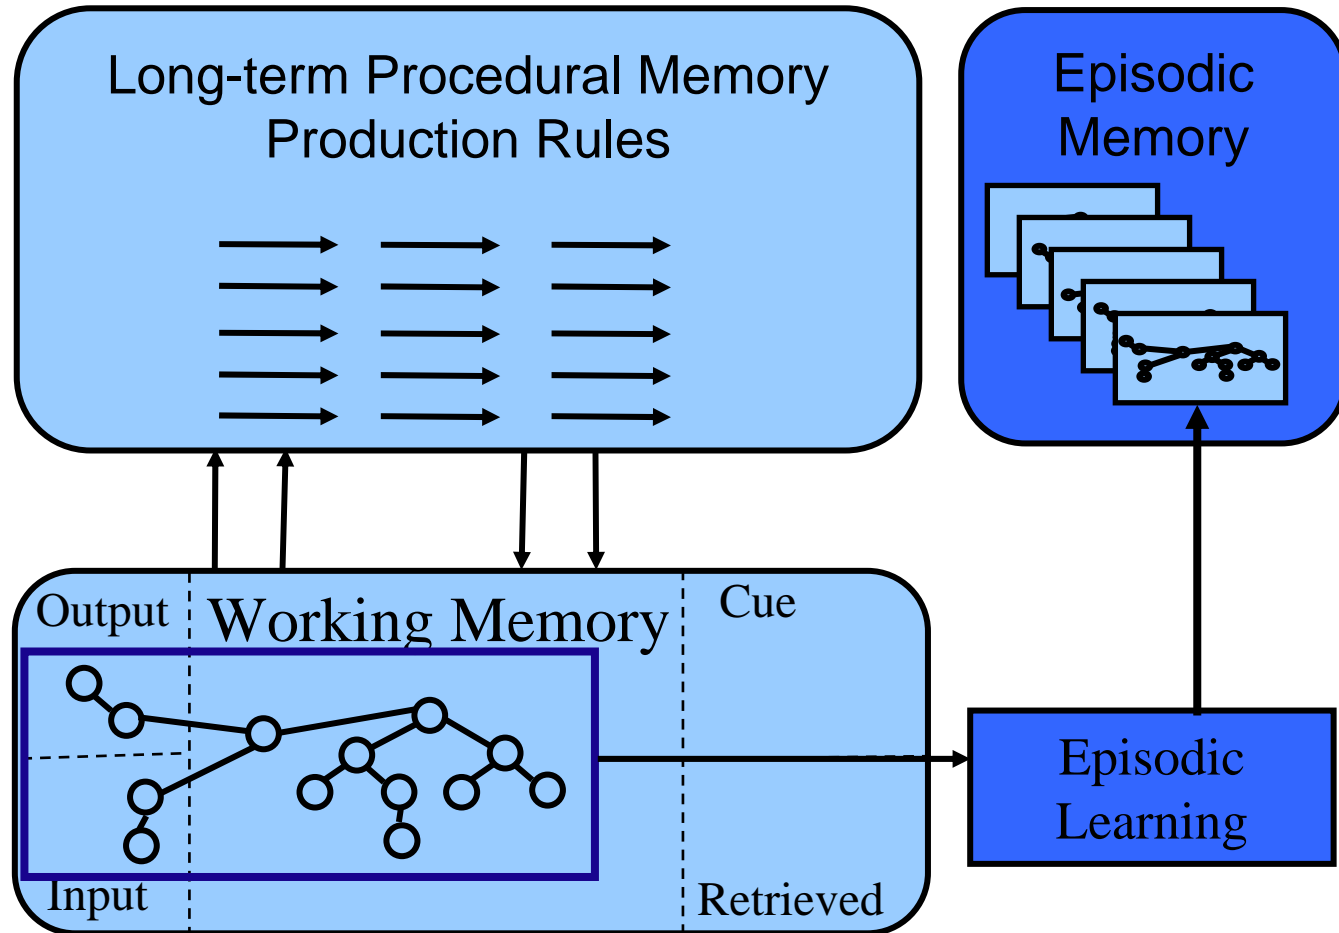 Long-term Procedural Memory
Production Rules
Episodic
Memory
Output
Working Memory
Cue
Input
Retrieved
Episodic
Learning